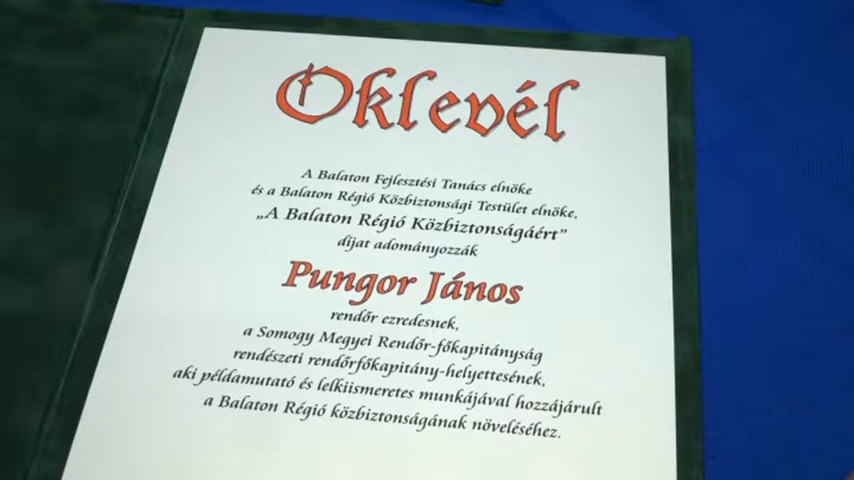 Oklevél
A Balaton Fejlesztési Tanács elnöke
és a Balaton Régió Közbiztonsági Testület elnöke,
„A Balaton Régió Közbiztonságáért”
díjat adományozzák
Pungor János
rendőr ezredesnek,
a Somogy Megyei Rendőr-főkapitányság
rendészeti rendőrfőkapitány-helyettesének,
aki példamutató és lelkiismeretes munkájával hozzájárult
a Balaton Régió közbiztonságának növeléséhez.